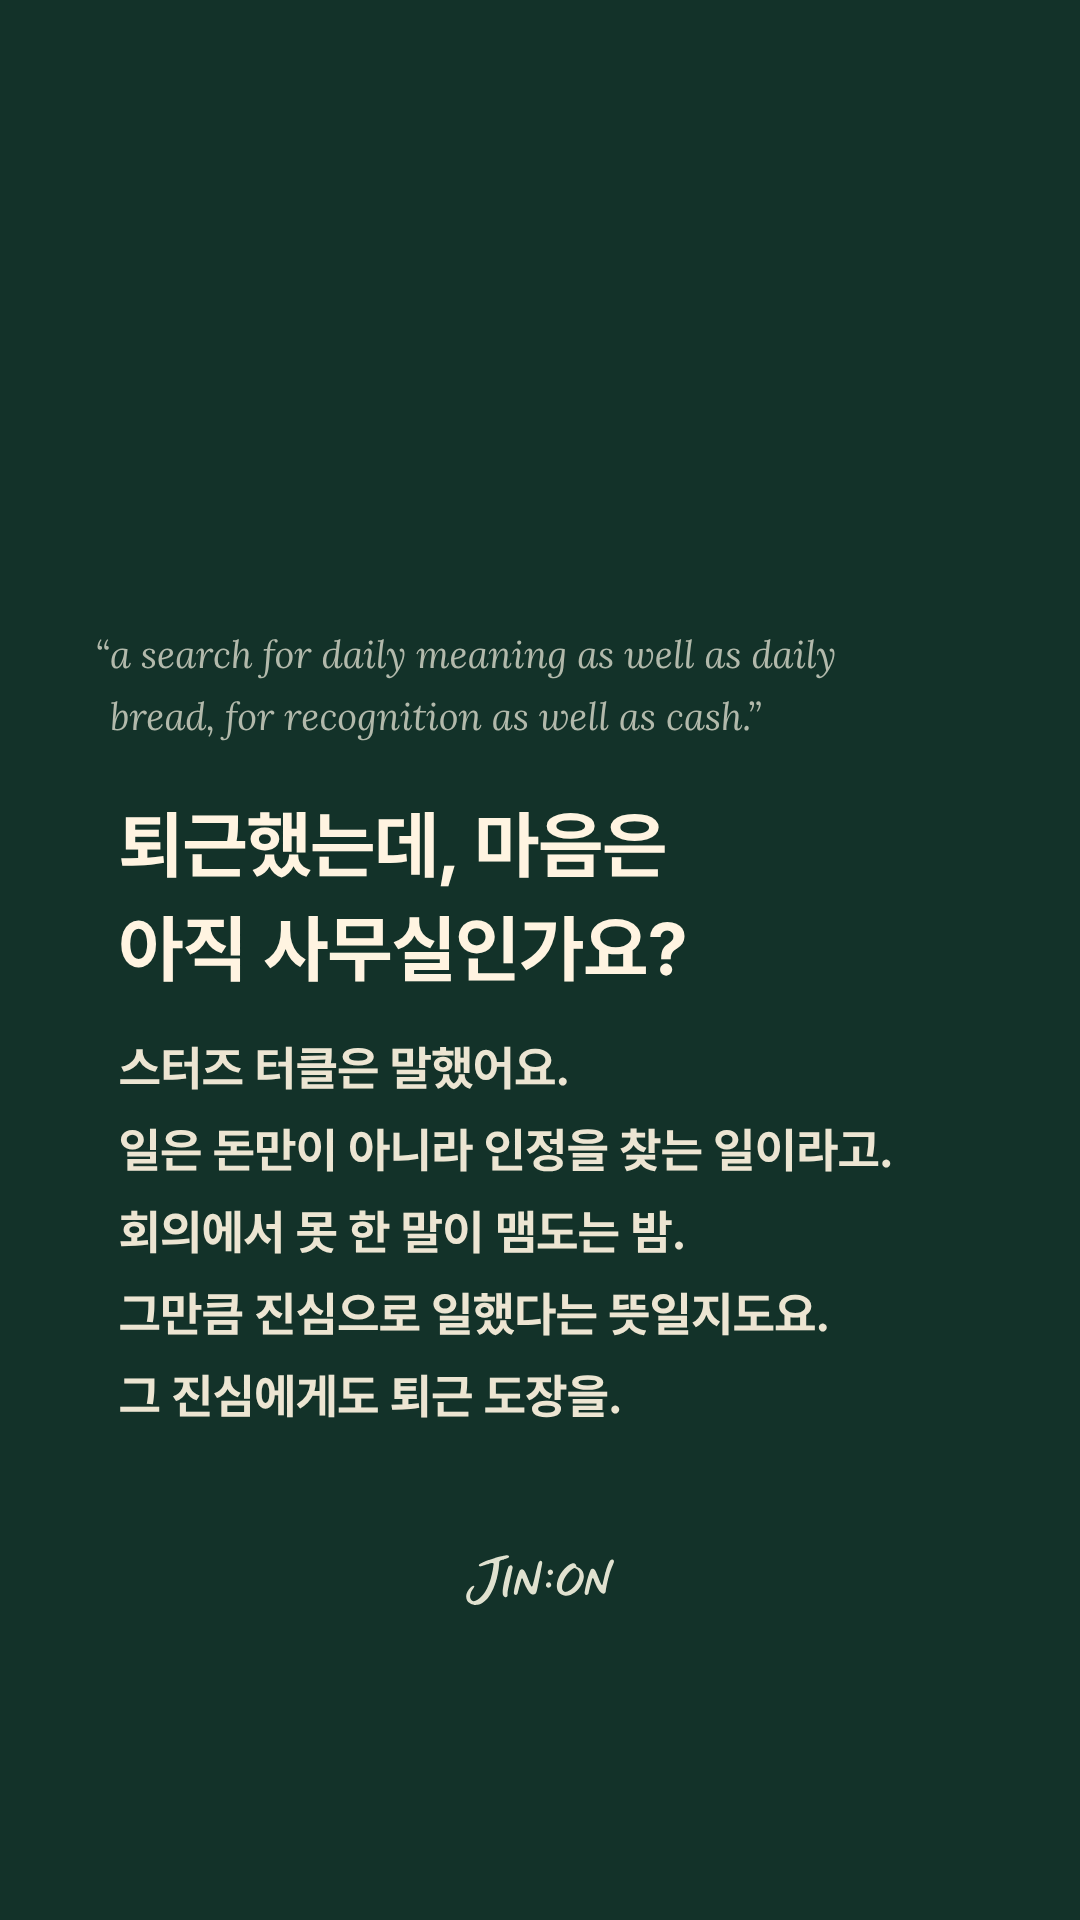 “a search for daily meaning as well as daily
bread, for recognition as well as cash.”
퇴근했는데, 마음은
아직 사무실인가요?
스터즈 터클은 말했어요.
일은 돈만이 아니라 인정을 찾는 일이라고.
회의에서 못 한 말이 맴도는 밤.
그만큼 진심으로 일했다는 뜻일지도요.
그 진심에게도 퇴근 도장을.
JIN:ON